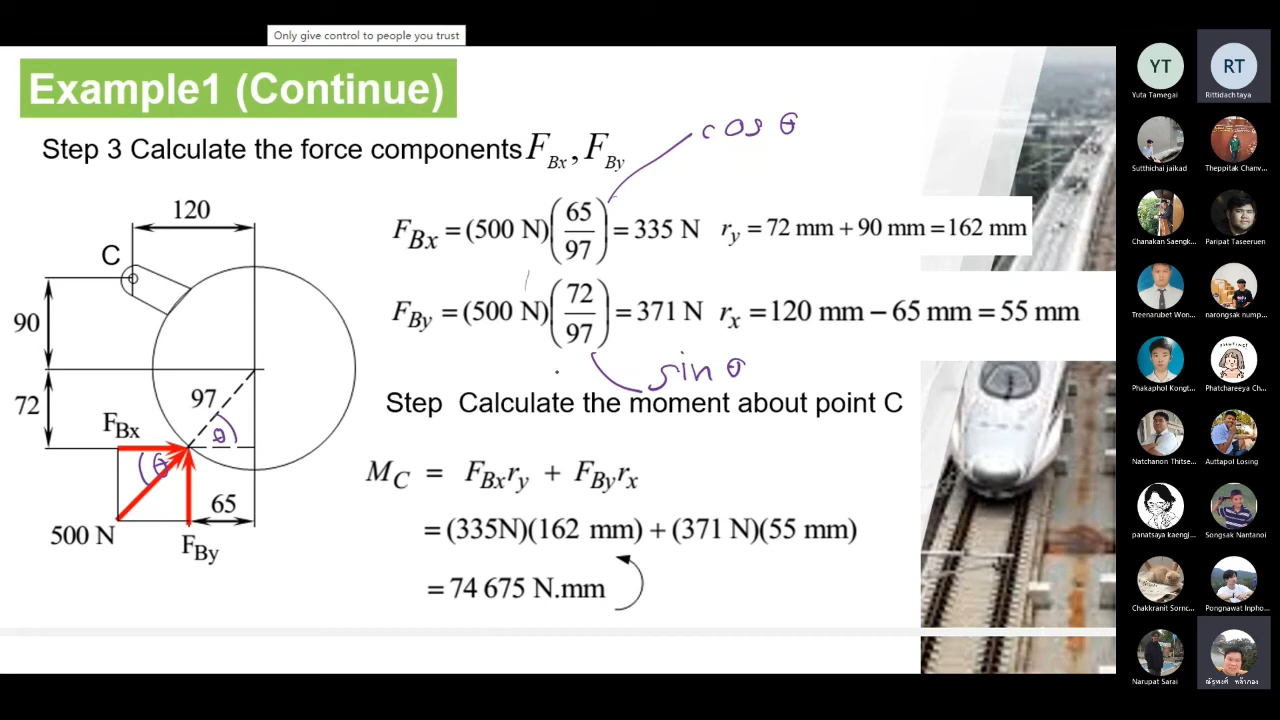 Only give control to people you trust
Example1 (Continue)
Step 3 Calculate the force components F_Bx, F_By
cos θ
F_Bx = (500 N)(65/97) = 335 N r_y = 72 mm + 90 mm = 162 mm
F_By = (500 N)(72/97) = 371 N r_x = 120 mm − 65 mm = 55 mm
sin θ
Step Calculate the moment about point C
M_C = F_Bx r_y + F_By r_x
= (335N)(162 mm) + (371 N)(55 mm)
= 74 675 N.mm
120
C
90
72
97
F_Bx
θ
θ
65
500 N
F_By
YT
Yuta Tamegai
RT
Rittidach taya
Sutthichai jaikad
Theppitak Chanv...
Chanakan Saengk...
Paripat Taseeruen
Treenarubet Won...
narongsak nump...
Phakaphol Kongt...
Phatchareeya Ch...
Natchanon Thitse...
Auttapol Losing
panatsaya kaengj...
Songsak Nantanoi
Chakkranit Sornc...
Pongnawat Inpho...
Narupat Sarai